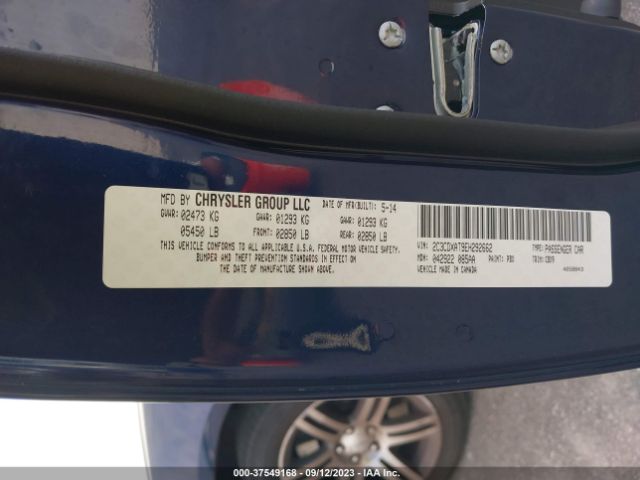 MFD BY CHRYSLER GROUP LLC DATE OF MFR(BUILT): 5-14
GVWR: 02473 KG GAWR: 01293 KG GAWR: 01293 KG
05450 LB FRONT: 02850 LB REAR: 02850 LB
THIS VEHICLE CONFORMS TO ALL APPLICABLE U.S.A. FEDERAL MOTOR VEHICLE SAFETY,
BUMPER AND THEFT PREVENTION STANDARDS IN EFFECT
ON THE DATE OF MANUFACTURE SHOWN ABOVE.
VIN: 2C3CDXAT9EH292662 TYPE: PASSENGER CAR
MDH: 042922 085AA PAINT: PBU TRIM: CDX9
VEHICLE MADE IN CANADA
000-37549168 - 09/12/2023 - IAA Inc.